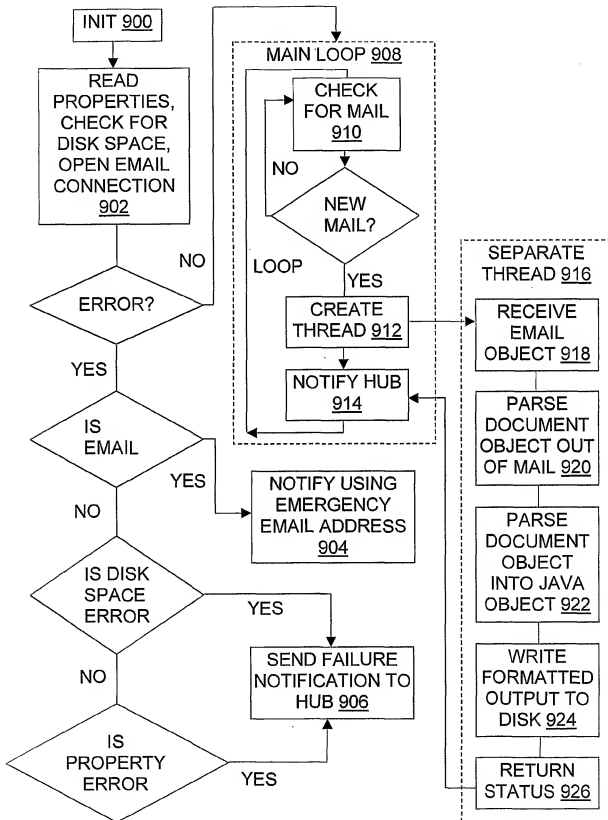 INIT 900
READ
PROPERTIES,
CHECK FOR
DISK SPACE,
OPEN EMAIL
CONNECTION
902
NO
ERROR?
YES
IS
EMAIL
YES
NO
NOTIFY USING
EMERGENCY
EMAIL ADDRESS
904
IS DISK
SPACE
ERROR
YES
NO
SEND FAILURE
NOTIFICATION TO
HUB 906
IS
PROPERTY
ERROR
YES
MAIN LOOP 908
CHECK
FOR MAIL
910
NO
NEW
MAIL?
LOOP
YES
CREATE
THREAD 912
NOTIFY HUB
914
SEPARATE
THREAD 916
RECEIVE
EMAIL
OBJECT 918
PARSE
DOCUMENT
OBJECT OUT
OF MAIL 920
PARSE
DOCUMENT
OBJECT
INTO JAVA
OBJECT 922
WRITE
FORMATTED
OUTPUT TO
DISK 924
RETURN
STATUS 926